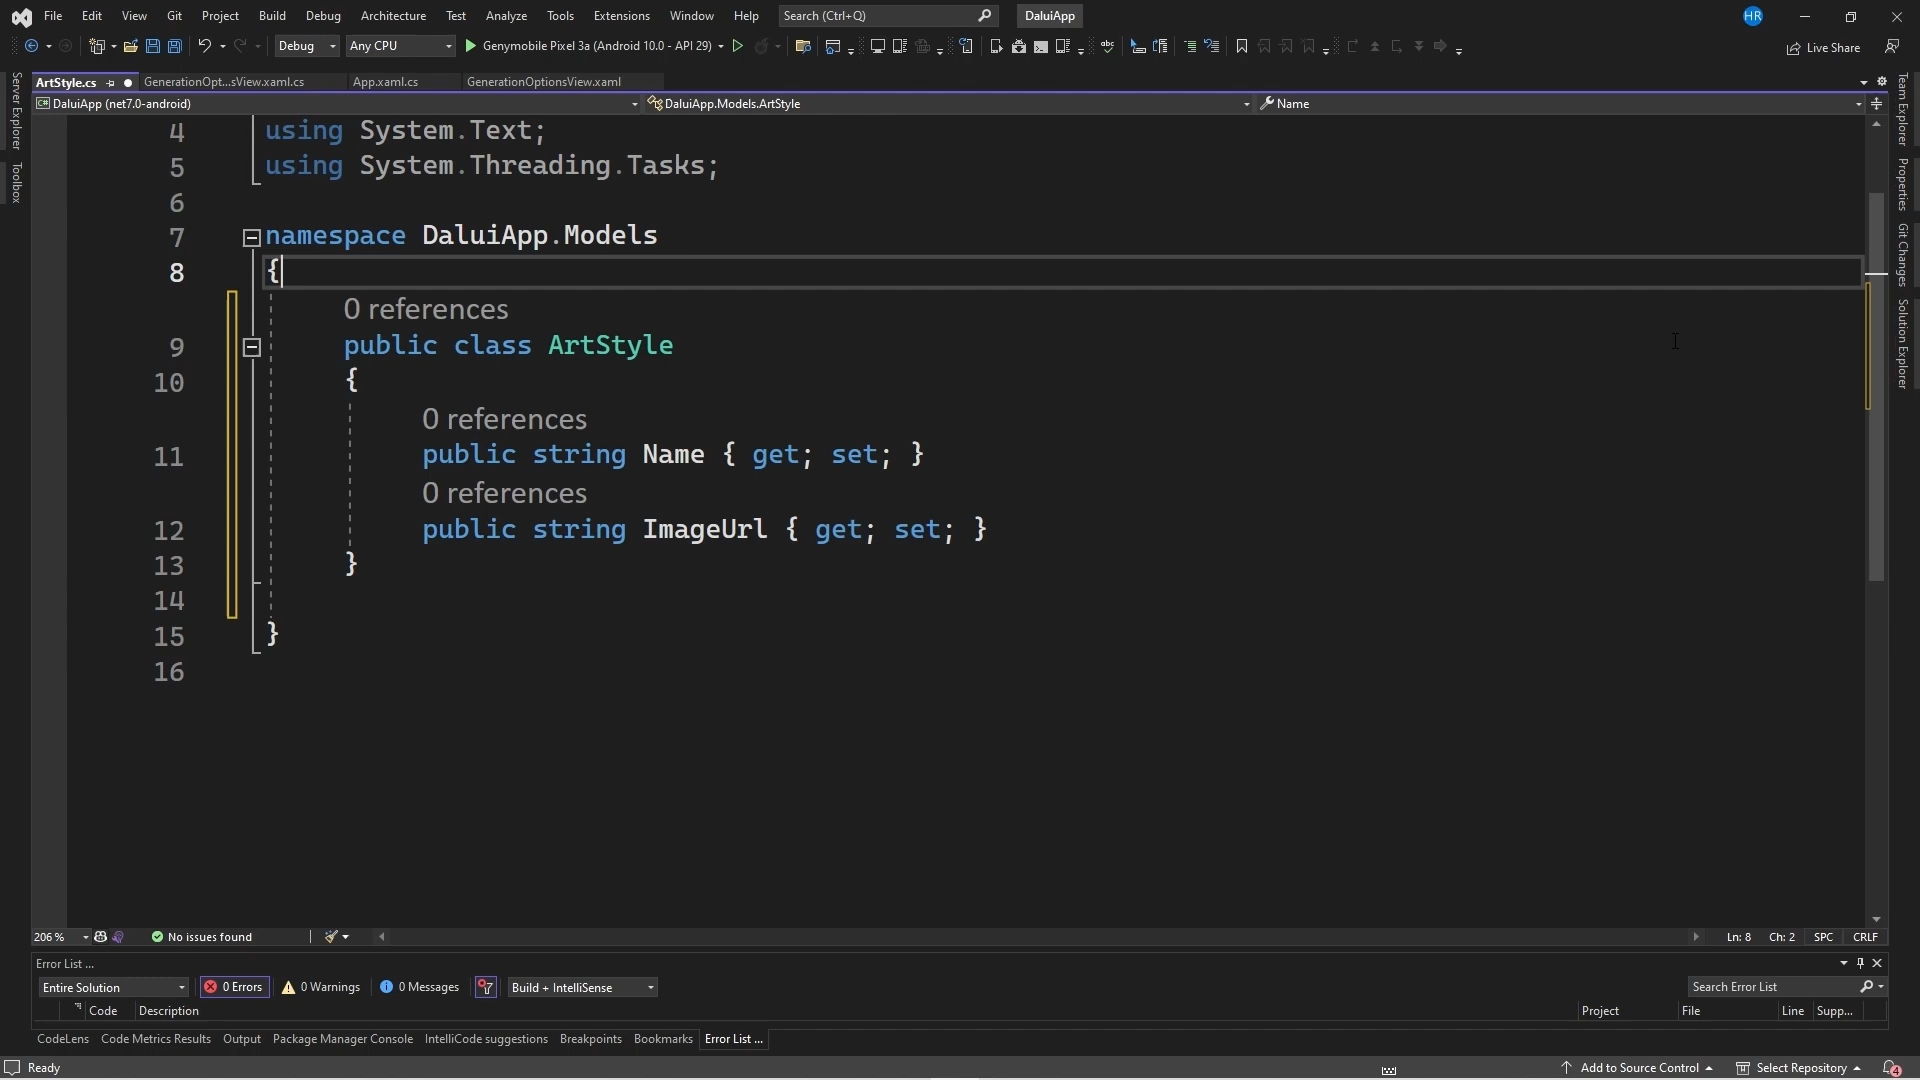 File Edit View Git Project Build Debug Architecture Test Analyze Tools Extensions Window Help Search (Ctrl+Q) DaluiApp HR
Debug Any CPU Genymobile Pixel 3a (Android 10.0 - API 29) Live Share
ArtStyle.cs GenerationOpt...sView.xaml.cs App.xaml.cs GenerationOptionsView.xaml
DaluiApp (net7.0-android) DaluiApp.Models.ArtStyle Name
Server Explorer
Toolbox
Team Explorer
Properties
Git Changes
Solution Explorer
4 using System.Text;
5 using System.Threading.Tasks;
6
7 namespace DaluiApp.Models
8 {
0 references
9 public class ArtStyle
10 {
0 references
11 public string Name { get; set; }
0 references
12 public string ImageUrl { get; set; }
13 }
14
15 }
16
206 % No issues found Ln: 8 Ch: 2 SPC CRLF
Error List ...
Entire Solution 0 Errors 0 Warnings 0 Messages Build + IntelliSense Search Error List
Code Description Project File Line Supp...
CodeLens Code Metrics Results Output Package Manager Console IntelliCode suggestions Breakpoints Bookmarks Error List ...
Ready Add to Source Control Select Repository 4